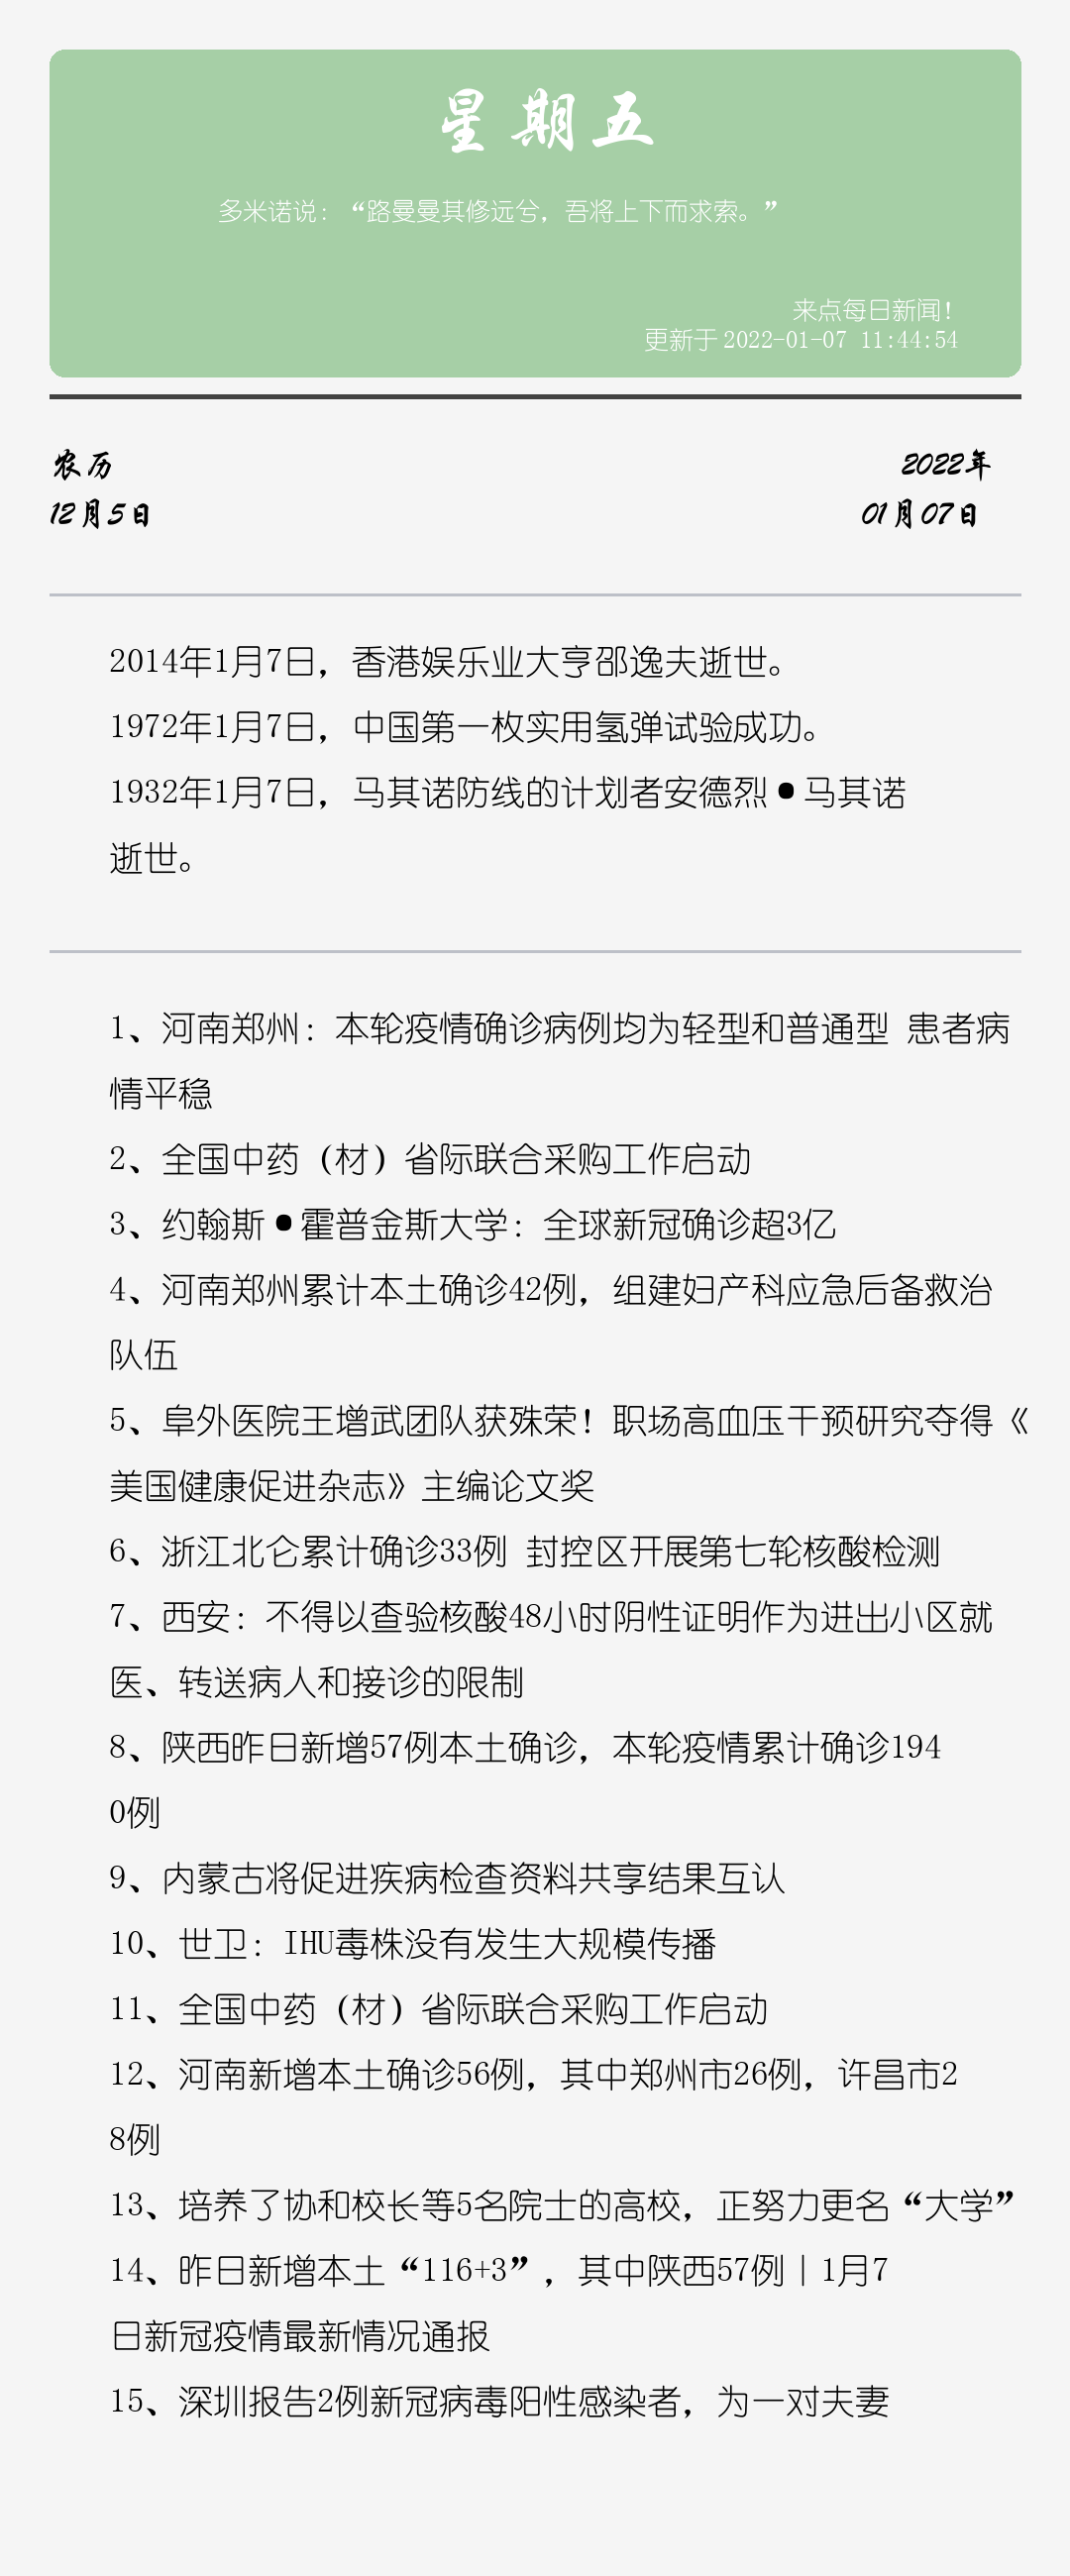 星期五
多米诺说：“路曼曼其修远兮，吾将上下而求索。”
来点每日新闻！
更新于2022-01-07 11:44:54
农历
2022年
12月5日
01月07日
2014年1月7日，香港娱乐业大亨邵逸夫逝世。
1972年1月7日，中国第一枚实用氢弹试验成功。
1932年1月7日，马其诺防线的计划者安德烈•马其诺
逝世。
1、河南郑州：本轮疫情确诊病例均为轻型和普通型 患者病
情平稳
2、全国中药（材）省际联合采购工作启动
3、约翰斯•霍普金斯大学：全球新冠确诊超3亿
4、河南郑州累计本土确诊42例，组建妇产科应急后备救治
队伍
5、阜外医院王增武团队获殊荣！职场高血压干预研究夺得《
美国健康促进杂志》主编论文奖
6、浙江北仑累计确诊33例 封控区开展第七轮核酸检测
7、西安：不得以查验核酸48小时阴性证明作为进出小区就
医、转送病人和接诊的限制
8、陕西昨日新增57例本土确诊，本轮疫情累计确诊194
0例
9、内蒙古将促进疾病检查资料共享结果互认
10、世卫：IHU毒株没有发生大规模传播
11、全国中药（材）省际联合采购工作启动
12、河南新增本土确诊56例，其中郑州市26例，许昌市2
8例
13、培养了协和校长等5名院士的高校，正努力更名“大学”
14、昨日新增本土“116+3”，其中陕西57例｜1月7
日新冠疫情最新情况通报
15、深圳报告2例新冠病毒阳性感染者，为一对夫妻